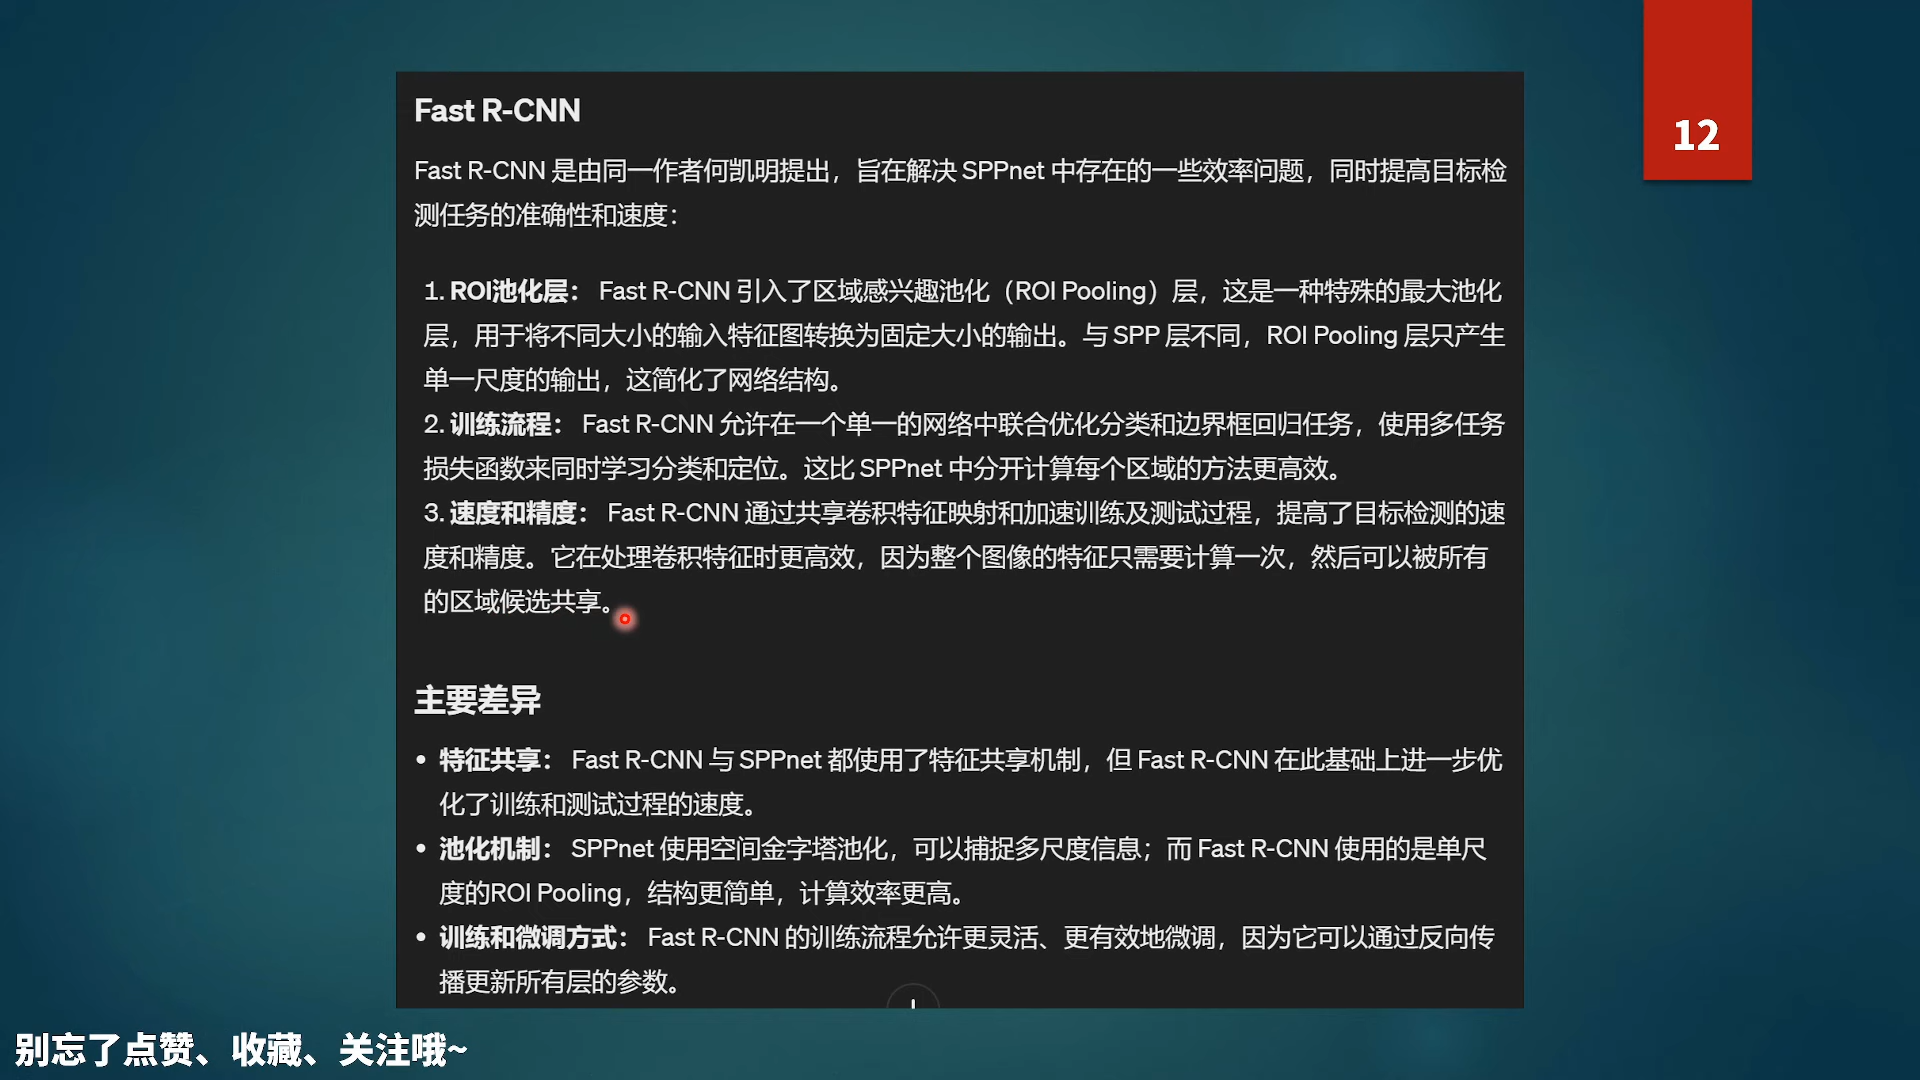 12
Fast R-CNN
Fast R-CNN 是由同一作者何凯明提出，旨在解决 SPPnet 中存在的一些效率问题，同时提高目标检
测任务的准确性和速度：
1. ROI池化层： Fast R-CNN 引入了区域感兴趣池化（ROI Pooling）层，这是一种特殊的最大池化
层，用于将不同大小的输入特征图转换为固定大小的输出。与 SPP 层不同，ROI Pooling 层只产生
单一尺度的输出，这简化了网络结构。
2. 训练流程： Fast R-CNN 允许在一个单一的网络中联合优化分类和边界框回归任务，使用多任务
损失函数来同时学习分类和定位。这比 SPPnet 中分开计算每个区域的方法更高效。
3. 速度和精度： Fast R-CNN 通过共享卷积特征映射和加速训练及测试过程，提高了目标检测的速
度和精度。它在处理卷积特征时更高效，因为整个图像的特征只需要计算一次，然后可以被所有
的区域候选共享。
主要差异
• 特征共享： Fast R-CNN 与 SPPnet 都使用了特征共享机制，但 Fast R-CNN 在此基础上进一步优
化了训练和测试过程的速度。
• 池化机制： SPPnet 使用空间金字塔池化，可以捕捉多尺度信息；而 Fast R-CNN 使用的是单尺
度的ROI Pooling，结构更简单，计算效率更高。
• 训练和微调方式： Fast R-CNN 的训练流程允许更灵活、更有效地微调，因为它可以通过反向传
播更新所有层的参数。
别忘了点赞、收藏、关注哦~